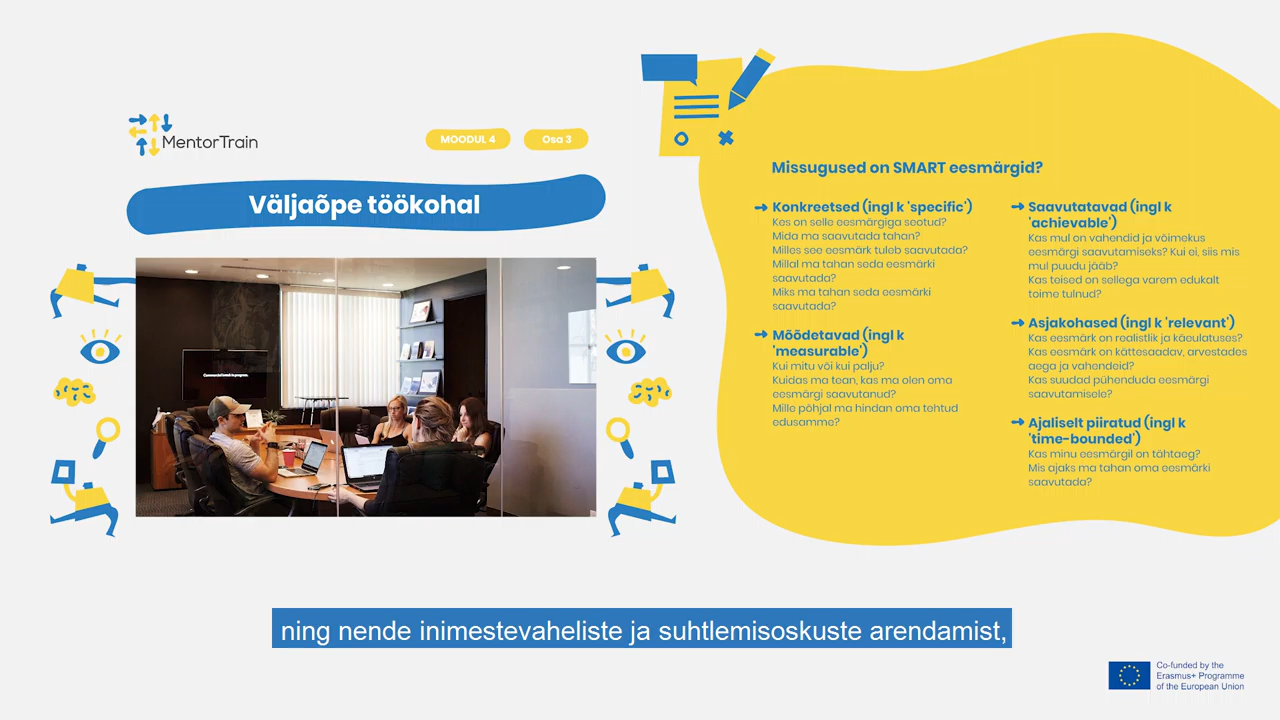 MentorTrain
MOODUL 4
Osa 3
Väljaõpe töökohal
Missugused on SMART eesmärgid?
Konkreetsed (ingl k 'specific')
Kes on selle eesmärgiga seotud?
Mida ma saavutada tahan?
Milles see eesmärk tuleb saavutada?
Millal ma tahan seda eesmärki
saavutada?
Miks ma tahan seda eesmärki
saavutada?
Mõõdetavad (ingl k
'measurable')
Kui mitu või kui palju?
Kuidas ma tean, kas ma olen oma
eesmärgi saavutanud?
Mille põhjal ma hindan oma tehtud
edusamme?
Saavutatavad (ingl k
'achievable')
Kas mul on vahendid ja võimekus
eesmärgi saavutamiseks? Kui ei, siis mis
mul puudu jääb?
Kas teised on sellega varem edukalt
toime tulnud?
Asjakohased (ingl k 'relevant')
Kas eesmärk on realistlik ja käeulatuses?
Kas eesmärk on kättesaadav, arvestades
aega ja vahendeid?
Kas suudad pühenduda eesmärgi
saavutamisele?
Ajaliselt piiratud (ingl k
'time-bounded')
Kas minu eesmärgil on tähtaeg?
Mis ajaks ma tahan oma eesmärki
saavutada?
ning nende inimestevaheliste ja suhtlemisoskuste arendamist,
Co-funded by the
Erasmus+ Programme
of the European Union